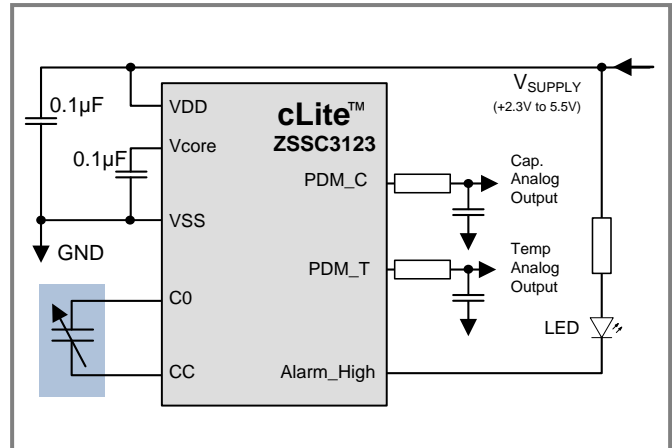 0.1µF
0.1µF
GND
VDD
Vcore
VSS
C0
CC
cLite™
ZSSC3123
PDM_C
PDM_T
Alarm_High
VSUPPLY
(+2.3V to 5.5V)
Cap.
Analog
Output
Temp
Analog
Output
LED